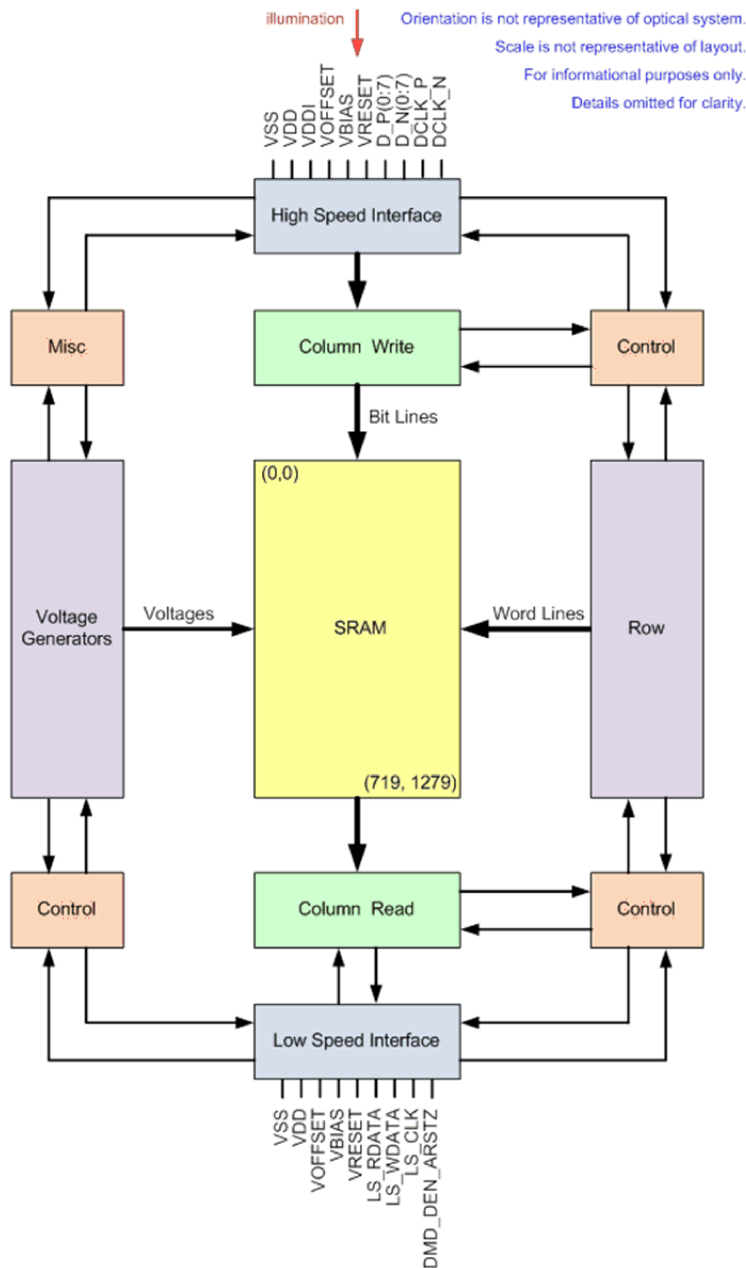 illumination
Orientation is not representative of optical system.
Scale is not representative of layout.
For informational purposes only.
Details omitted for clarity.
VSS
VDD
VDDI
VOFFSET
VBIAS
VRESET
D_P(0:7)
D_N(0:7)
DCLK_P
DCLK_N
High Speed Interface
Misc
Column Write
Control
Bit Lines
(0,0)
Voltage
Generators
Voltages
SRAM
Word Lines
Row
(719, 1279)
Control
Column Read
Control
Low Speed Interface
VSS
VDD
VOFFSET
VBIAS
VRESET
LS_RDATA
LS_WDATA
LS_CLK
DMD_DEN_ARSTZ